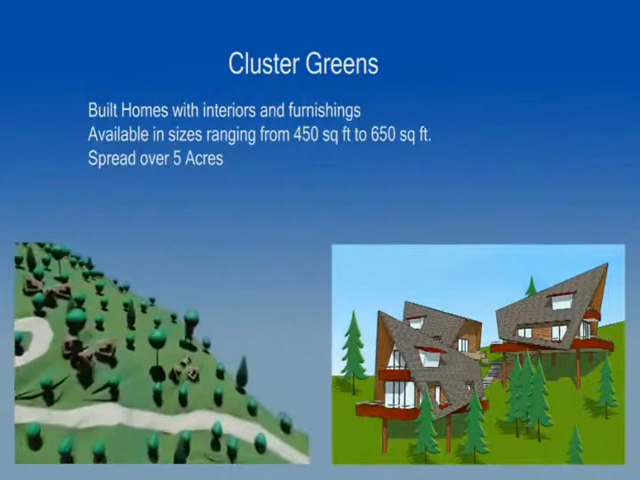 Cluster Greens
Built Homes with interiors and furnishings
Available in sizes ranging from 450 sq ft to 650 sq ft.
Spread over 5 Acres